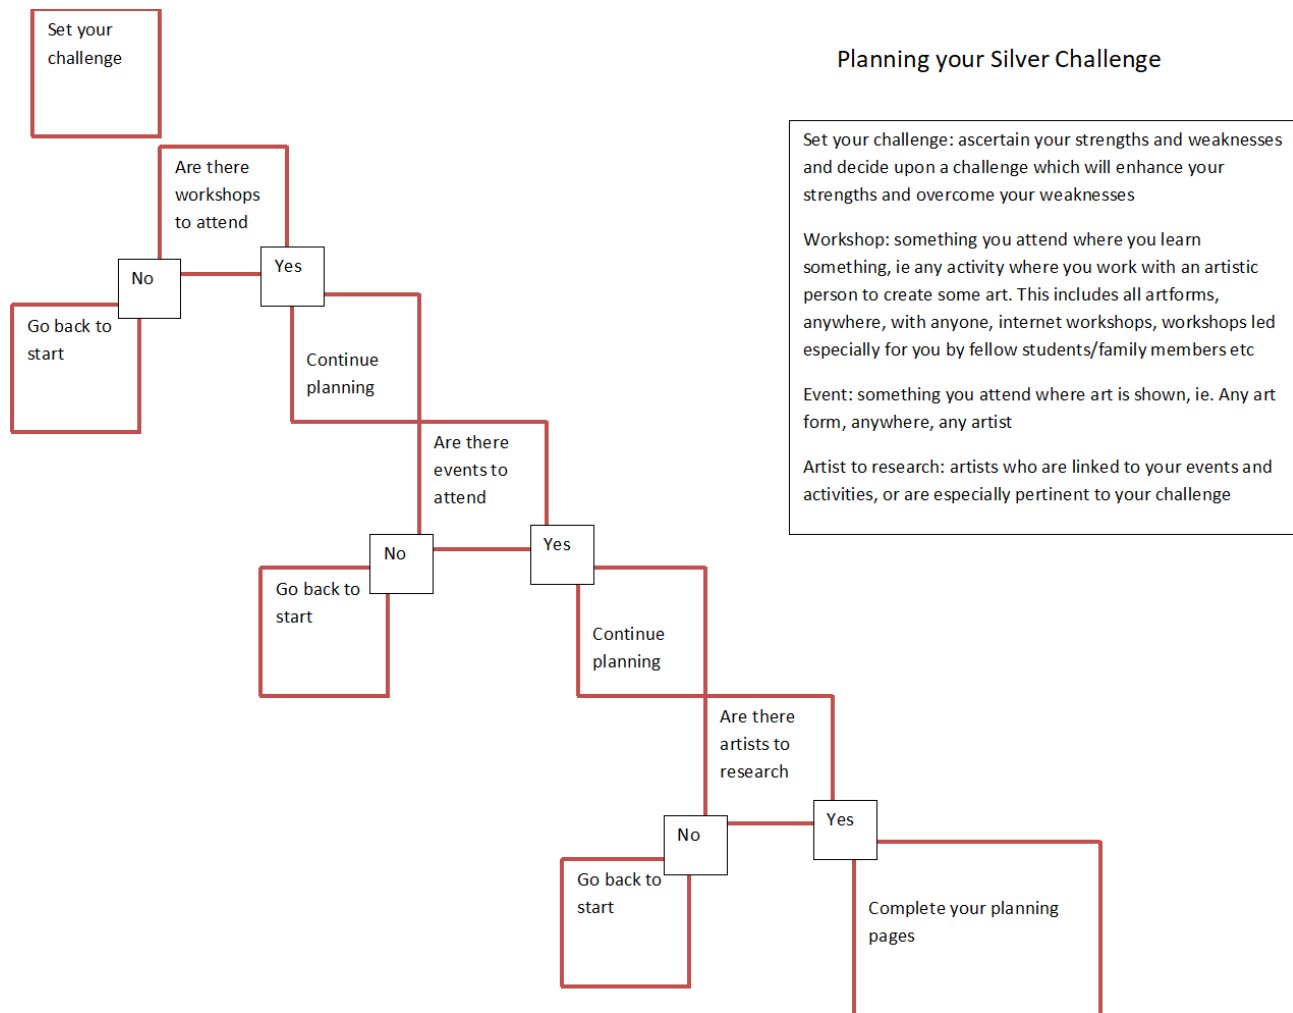 Set your
challenge
Planning your Silver Challenge
Set your challenge: ascertain your strengths and weaknesses
and decide upon a challenge which will enhance your
strengths and overcome your weaknesses
Workshop: something you attend where you learn
something, ie any activity where you work with an artistic
person to create some art. This includes all artforms,
anywhere, with anyone, internet workshops, workshops led
especially for you by fellow students/family members etc
Event: something you attend where art is shown, ie. Any art
form, anywhere, any artist
Artist to research: artists who are linked to your events and
activities, or are especially pertinent to your challenge
Are there
workshops
to attend
No
Yes
Go back to
start
Continue
planning
Are there
events to
attend
No
Yes
Go back to
start
Continue
planning
Are there
artists to
research
No
Yes
Go back to
start
Complete your planning
pages